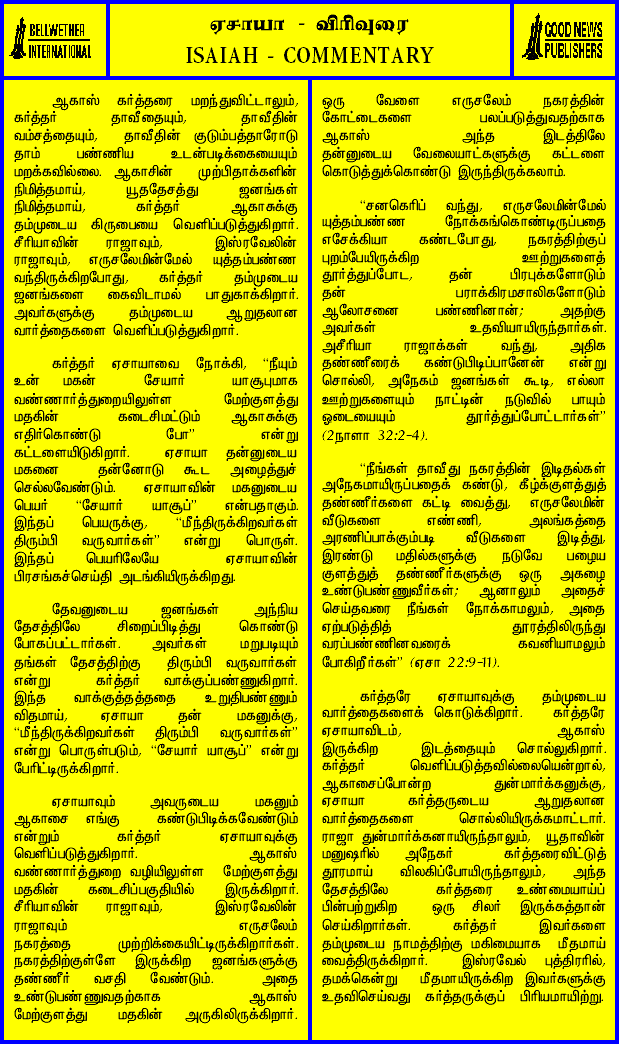 BELLWETHER
INTERNATIONAL
ஏசாயா - விரிவுரை
ISAIAH - COMMENTARY
GOOD NEWS
PUBLISHERS
ஆகாஸ் கர்த்தரை மறந்துவிட்டாலும்,
கர்த்தர் தாவீதையும், தாவீதின்
வம்சத்தையும், தாவீதின் குடும்பத்தாரோடு
தாம் பண்ணிய உடன்படிக்கையையும்
மறக்கவில்லை. ஆகாசின் முற்பிதாக்களின்
நிமித்தமாய், யூததேசத்து ஜனங்கள்
நிமித்தமாய், கர்த்தர் ஆகாசுக்கு
தம்முடைய கிருபையை வெளிப்படுத்துகிறார்.
சீரியாவின் ராஜாவும், இஸ்ரவேலின்
ராஜாவும், எருசலேமின்மேல் யுத்தம்பண்ண
வந்திருக்கிறபோது, கர்த்தர் தம்முடைய
ஜனங்களை கைவிடாமல் பாதுகாக்கிறார்.
அவர்களுக்கு தம்முடைய ஆறுதலான
வார்த்தைகளை வெளிப்படுத்துகிறார்.
கர்த்தர் ஏசாயாவை நோக்கி, “நீயும்
உன் மகன் சேயார் யாசூபுமாக
வண்ணார்த்துறையிலுள்ள மேற்குளத்து
மதகின் கடைசிமட்டும் ஆகாசுக்கு
எதிர்கொண்டு போ” என்று
கட்டளையிடுகிறார். ஏசாயா தன்னுடைய
மகனை தன்னோடு கூட அழைத்துச்
செல்லவேண்டும். ஏசாயாவின் மகனுடைய
பெயர் “சேயார் யாசூப்” என்பதாகும்.
இந்தப் பெயருக்கு, “மீந்திருக்கிறவர்கள்
திரும்பி வருவார்கள்” என்று பொருள்.
இந்தப் பெயரிலேயே ஏசாயாவின்
பிரசங்கச்செய்தி அடங்கியிருக்கிறது.
தேவனுடைய ஜனங்கள் அந்நிய
தேசத்திலே சிறைப்பிடித்து கொண்டு
போகப்பட்டார்கள். அவர்கள் மறுபடியும்
தங்கள் தேசத்திற்கு திரும்பி வருவார்கள்
என்று கர்த்தர் வாக்குப்பண்ணுகிறார்.
இந்த வாக்குத்தத்ததை உறுதிபண்ணும்
விதமாய், ஏசாயா தன் மகனுக்கு,
“மீந்திருக்கிறவர்கள் திரும்பி வருவார்கள்”
என்று பொருள்படும், “சேயார் யாசூப்” என்று
பேரிட்டிருக்கிறார்.
ஏசாயாவும் அவருடைய மகனும்
ஆகாசை எங்கு கண்டுபிடிக்கவேண்டும்
என்றும் கர்த்தர் ஏசாயாவுக்கு
வெளிப்படுத்துகிறார். ஆகாஸ்
வண்ணார்த்துறை வழியிலுள்ள மேற்குளத்து
மதகின் கடைசிப்பகுதியில் இருக்கிறார்.
சீரியாவின் ராஜாவும், இஸ்ரவேலின்
ராஜாவும் எருசலேம்
நகரத்தை முற்றிக்கையிட்டிருக்கிறார்கள்.
நகரத்திற்குள்ளே இருக்கிற ஜனங்களுக்கு
தண்ணீர் வசதி வேண்டும். அதை
உண்டுபண்ணுவதற்காக ஆகாஸ்
மேற்குளத்து மதகின் அருகிலிருக்கிறார்.
ஒரு வேளை எருசலேம் நகரத்தின்
கோட்டைகளை பலப்படுத்துவதற்காக
ஆகாஸ் அந்த இடத்திலே
தன்னுடைய வேலையாட்களுக்கு கட்டளை
கொடுத்துக்கொண்டு இருந்திருக்கலாம்.
“சனகெரிப் வந்து, எருசலேமின்மேல்
யுத்தம்பண்ண நோக்கங்கொண்டிருப்பதை
எசேக்கியா கண்டபோது, நகரத்திற்குப்
புறம்பேயிருக்கிற ஊற்றுகளைத்
தூர்த்துப்போட, தன் பிரபுக்களோடும்
தன் பராக்கிரமசாலிகளோடும்
ஆலோசனை பண்ணினான்; அதற்கு
அவர்கள் உதவியாயிருந்தார்கள்.
அசீரியா ராஜாக்கள் வந்து, அதிக
தண்ணீரைக் கண்டுபிடிப்பானேன் என்று
சொல்லி, அநேகம் ஜனங்கள் கூடி, எல்லா
ஊற்றுகளையும் நாட்டின் நடுவில் பாயும்
ஓடையையும் தூர்த்துப்போட்டார்கள்”
(2நாளா 32:2-4).
“நீங்கள் தாவீது நகரத்தின் இடிதல்கள்
அநேகமாயிருப்பதைக் கண்டு, கீழ்க்குளத்துத்
தண்ணீர்களை கட்டி வைத்து, எருசலேமின்
வீடுகளை எண்ணி, அலங்கத்தை
அரணிப்பாக்கும்படி வீடுகளை இடித்து,
இரண்டு மதில்களுக்கு நடுவே பழைய
குளத்துத் தண்ணீர்களுக்கு ஒரு அகழை
உண்டுபண்ணுவீர்கள்; ஆனாலும் அதைச்
செய்தவரை நீங்கள் நோக்காமலும், அதை
ஏற்படுத்தித் தூரத்திலிருந்து
வரப்பண்ணினவரைக் கவனியாமலும்
போகிறீர்கள்” (ஏசா 22:9-11).
கர்த்தரே ஏசாயாவுக்கு தம்முடைய
வார்த்தைகளைக் கொடுக்கிறார். கர்த்தரே
ஏசாயாவிடம், ஆகாஸ்
இருக்கிற இடத்தையும் சொல்லுகிறார்.
கர்த்தர் வெளிப்படுத்தவில்லையென்றால்,
ஆகாசைப்போன்ற துன்மார்க்கனுக்கு,
ஏசாயா கர்த்தருடைய ஆறுதலான
வார்த்தைகளை சொல்லியிருக்கமாட்டார்.
ராஜா துன்மார்க்கனாயிருந்தாலும், யூதாவின்
மனுஷரில் அநேகர் கர்த்தரைவிட்டுத்
தூரமாய் விலகிப்போயிருந்தாலும், அந்த
தேசத்திலே கர்த்தரை உண்மையாய்ப்
பின்பற்றுகிற ஒரு சிலர் இருக்கத்தான்
செய்கிறார்கள். கர்த்தர் இவர்களை
தம்முடைய நாமத்திற்கு மகிமையாக மீதமாய்
வைத்திருக்கிறார். இஸ்ரவேல் புத்திரரில்,
தமக்கென்று மீதமாயிருக்கிற இவர்களுக்கு
உதவிசெய்வது கர்த்தருக்குப் பிரியமாயிற்று.